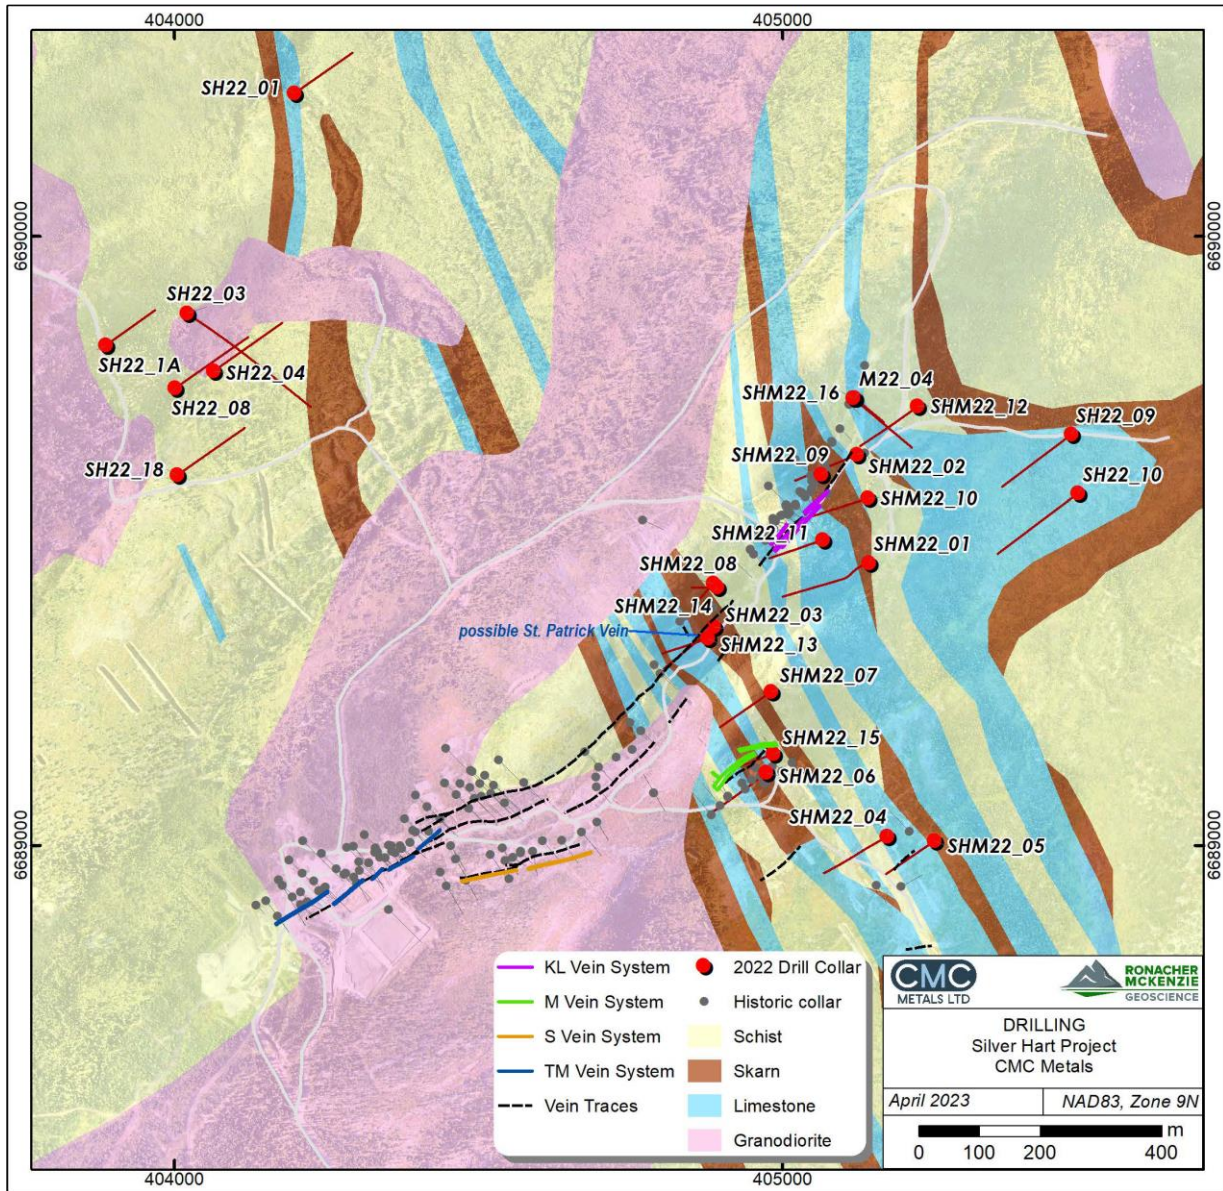 404000
405000
SH22_01
6690000
6690000
SH22_03
SH22_1A
SH22_04
SH22_08
SH22_18
SHM22_16
M22_04
SHM22_12
SH22_09
SHM22_09
SHM22_02
SH22_10
SHM22_10
SHM22_11
SHM22_01
SHM22_08
SHM22_14
SHM22_03
possible St. Patrick Vein
SHM22_13
SHM22_07
SHM22_15
SHM22_06
SHM22_04
SHM22_05
6689000
6689000
KL Vein System
M Vein System
S Vein System
TM Vein System
Vein Traces
2022 Drill Collar
Historic collar
Schist
Skarn
Limestone
Granodiorite
CMC
METALS LTD
RONACHER
MCKENZIE
GEOSCIENCE
DRILLING
Silver Hart Project
CMC Metals
April 2023
NAD83, Zone 9N
m
0 100 200 400
404000
405000